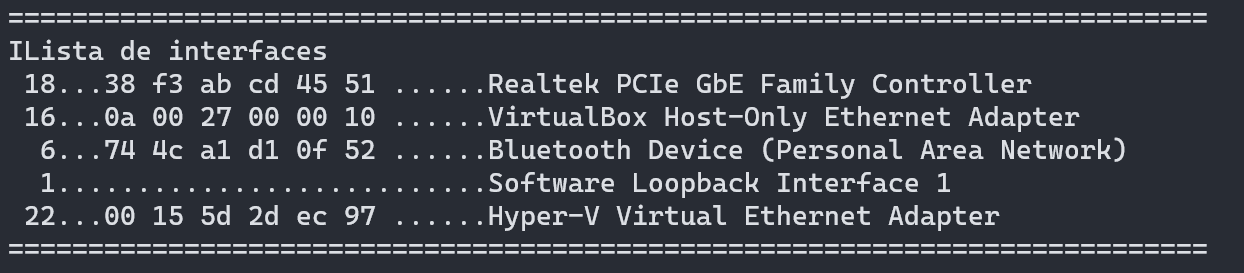 ===========================================================================
ILista de interfaces
 18...38 f3 ab cd 45 51 ......Realtek PCIe GbE Family Controller
 16...0a 00 27 00 00 10 ......VirtualBox Host-Only Ethernet Adapter
  6...74 4c a1 d1 0f 52 ......Bluetooth Device (Personal Area Network)
  1...........................Software Loopback Interface 1
 22...00 15 5d 2d ec 97 ......Hyper-V Virtual Ethernet Adapter
===========================================================================